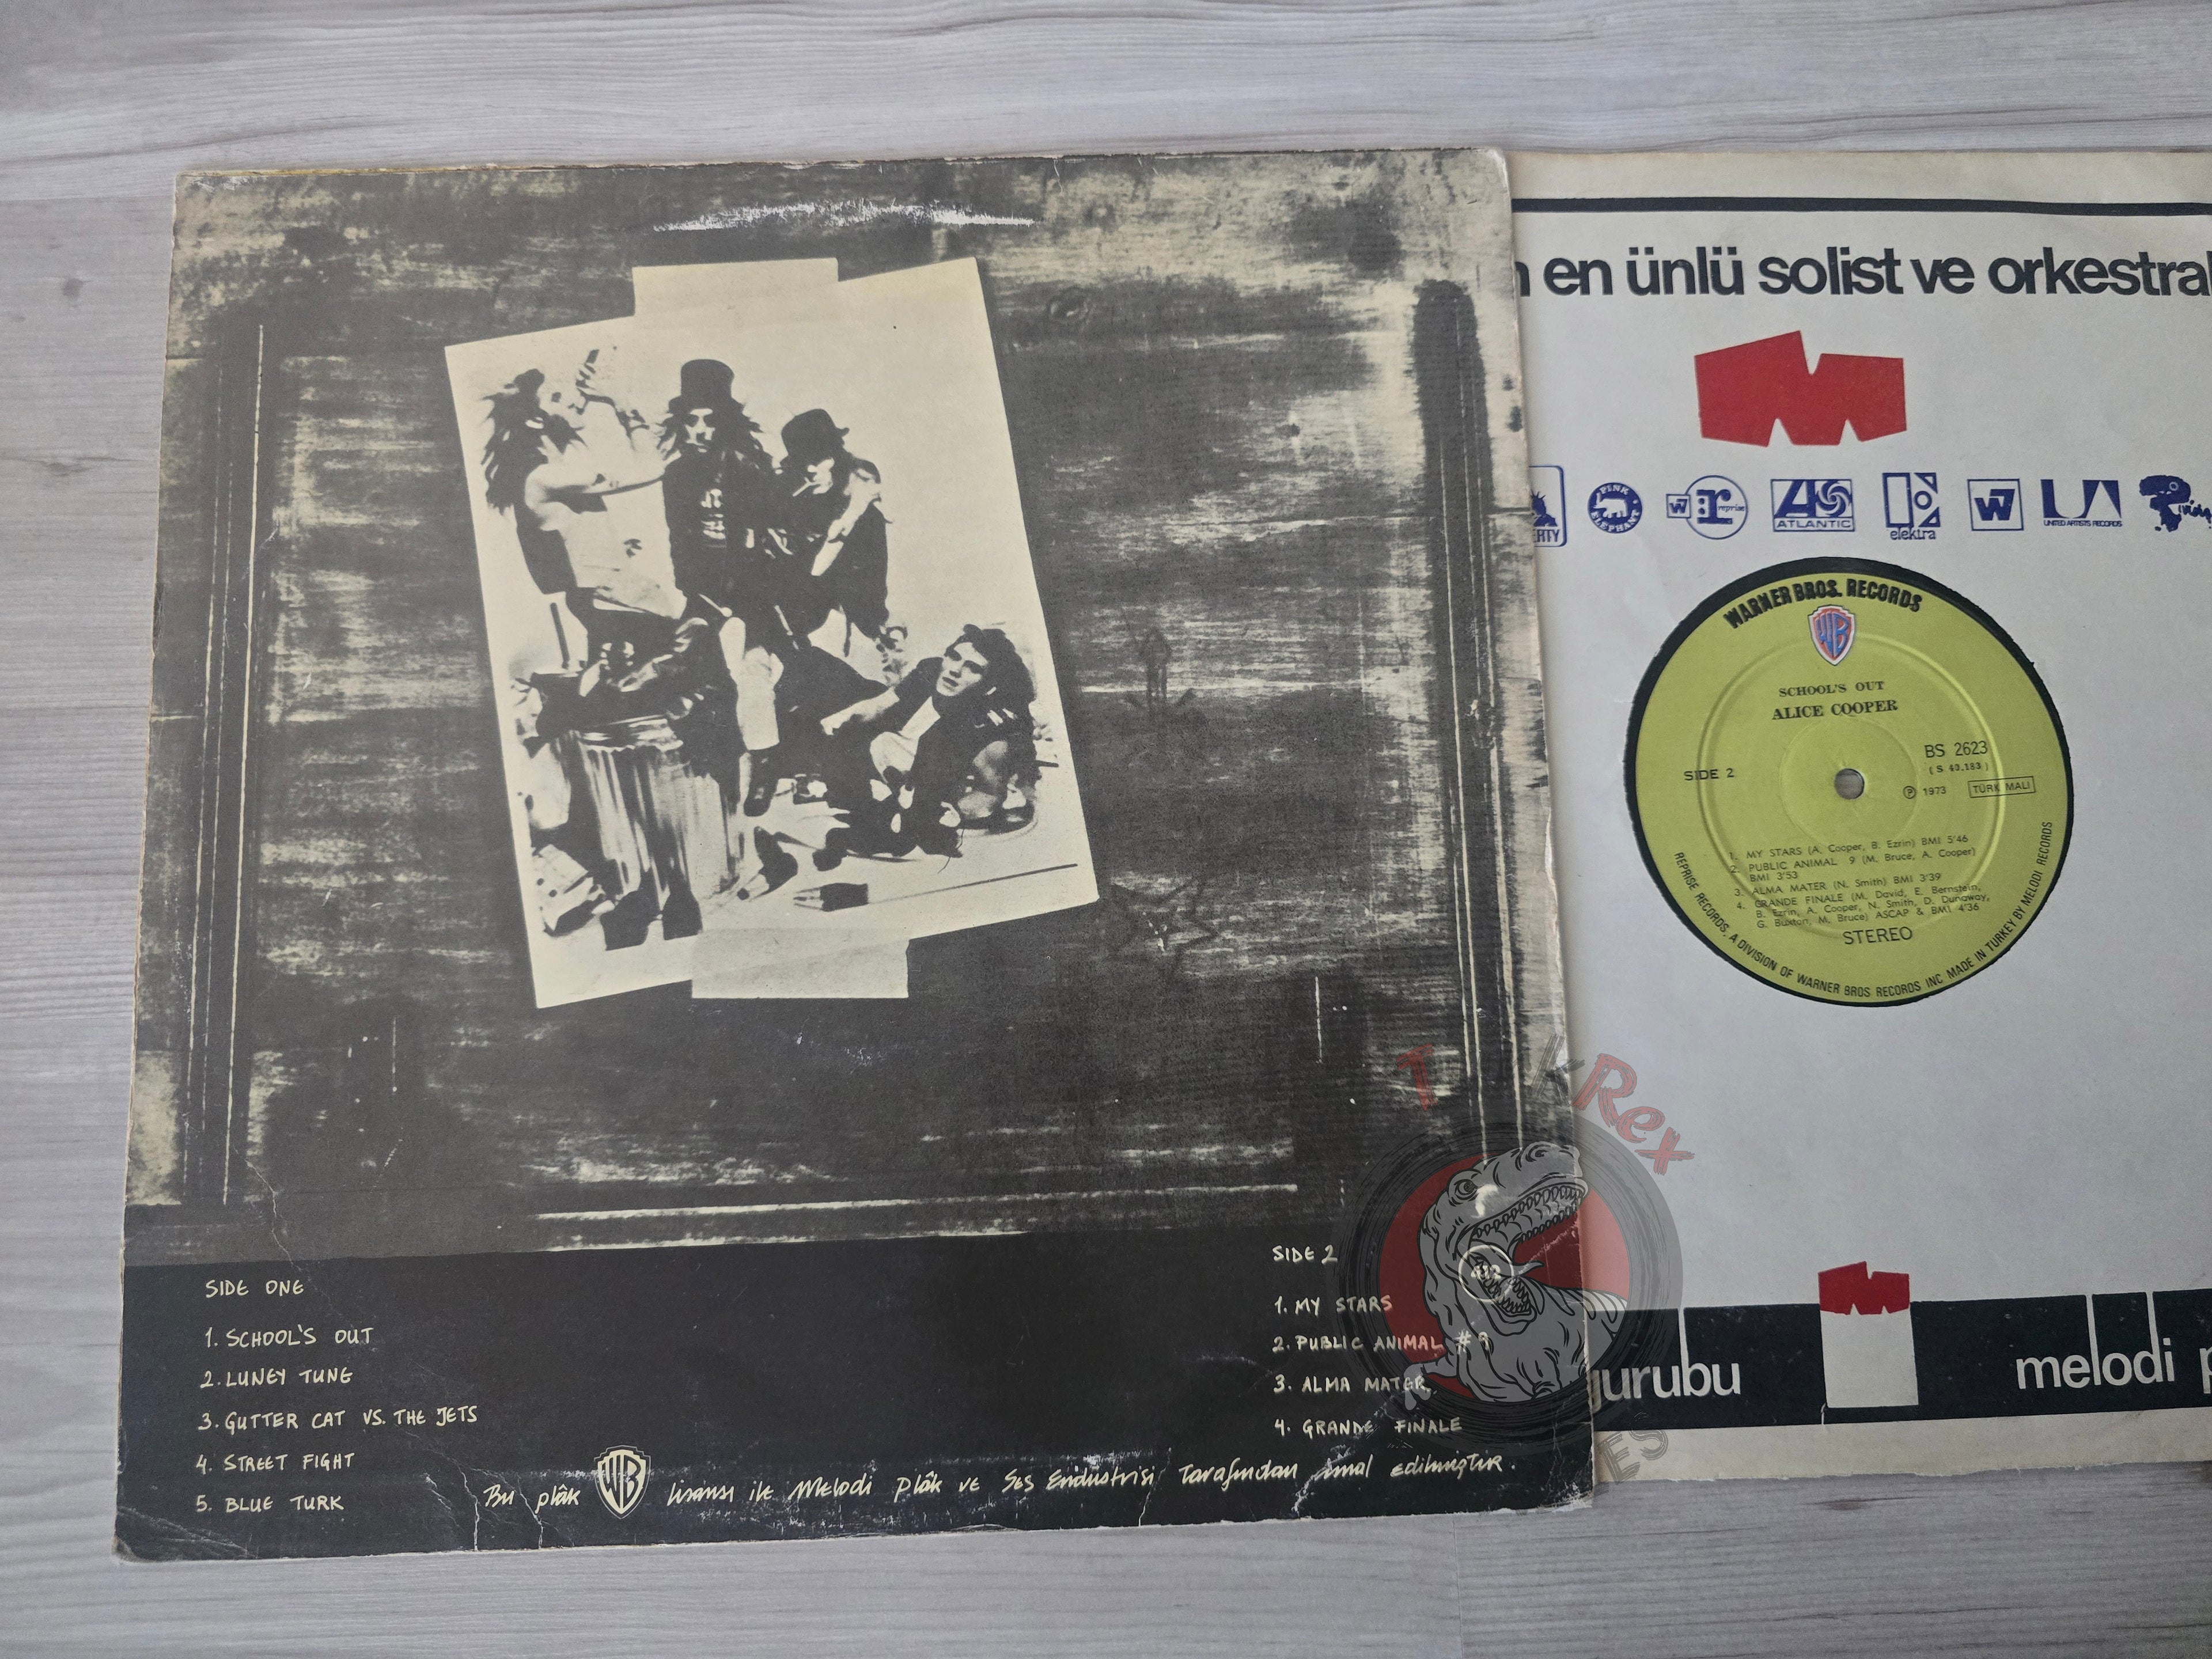 en ünlü solist ve orkestral
PINK ELEPHANT
reprise
ATLANTIC
elektra
UNITED ARTISTS RECORDS
WARNER BROS. RECORDS
WB
SCHOOL'S OUT
ALICE COOPER
BS 2623
(S 40.183)
SIDE 2
℗ 1973
TÜRK MALI
1. MY STARS (A. Cooper, B. Ezrin) BMI 5'46
2. PUBLIC ANIMAL 9 (M. Bruce, A. Cooper)
BMI 3'53
3. ALMA MATER (N. Smith) BMI 3'39
4. GRANDE FINALE (M. David, E. Bernstein,
B. Ezrin, A. Cooper, N. Smith, D. Dunaway,
G. Buxton, M. Bruce) ASCAP & BMI 4'36
STEREO
REPRISE RECORDS. A DIVISION OF WARNER BROS RECORDS INC MADE IN TURKEY BY MELODI RECORDS
Rex
SIDE ONE
1. SCHOOL'S OUT
2. LUNEY TUNE
3. GUTTER CAT VS. THE JETS
4. STREET FIGHT
5. BLUE TURK
SIDE 2
1. MY STARS
2. PUBLIC ANIMAL # 9
3. ALMA MATER
4. GRANDE FINALE
Bu plâk WB lisansı ile Melodi Plâk ve Ses Endüstrisi Tarafından imal edilmiştir.
gurubu
melodi p